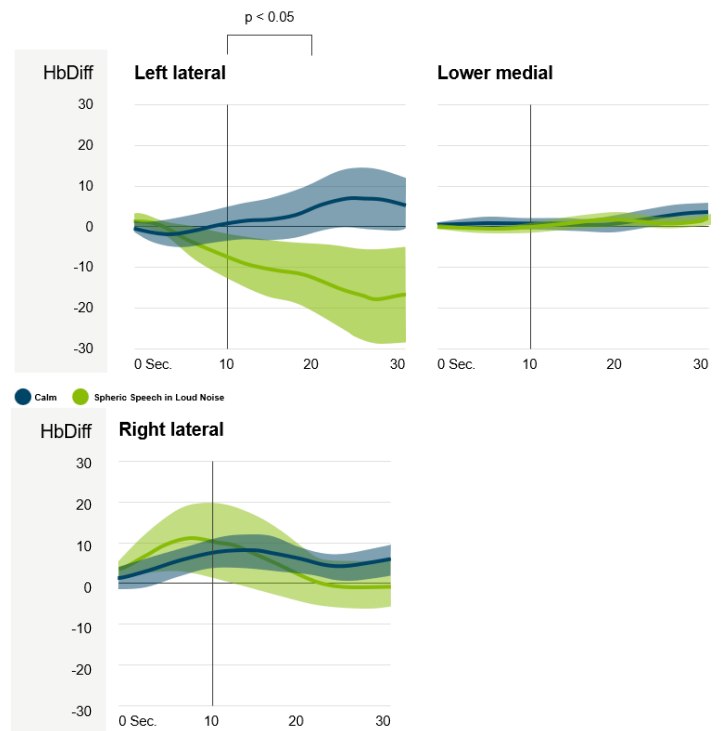 p < 0.05
HbDiff
Left lateral
Lower medial
30
20
10
0
-10
-20
-30
0 Sec. 10 20 30
0 Sec. 10 20 30
Calm
Spheric Speech in Loud Noise
HbDiff
Right lateral
30
20
10
0
-10
-20
-30
0 Sec. 10 20 30